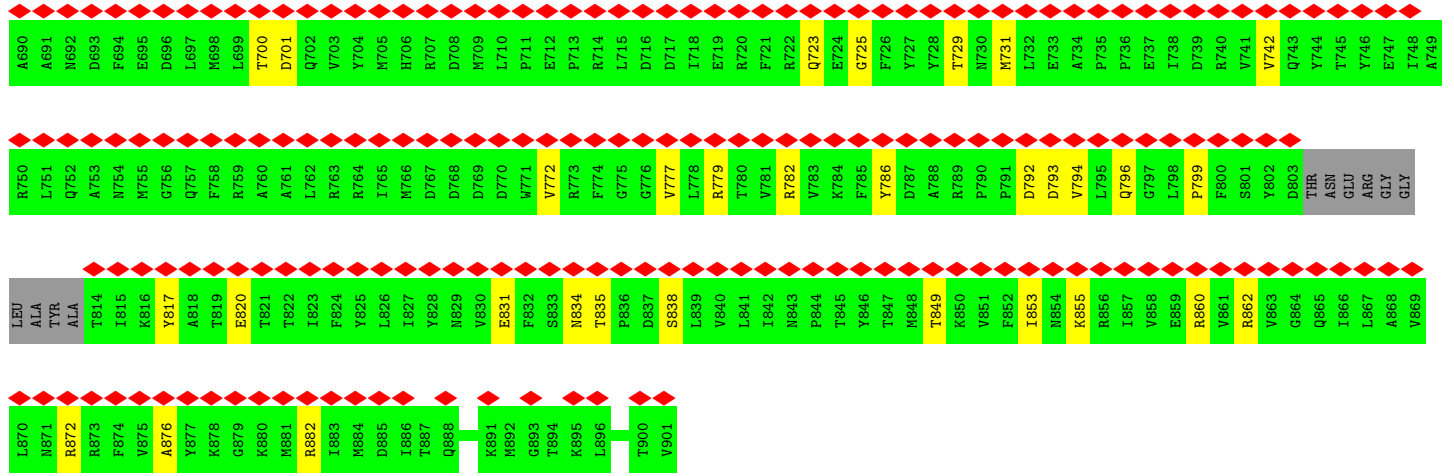 A690 A691 N692 D693 F694 E695 D696 L697 M698 L699 T700 D701 Q702 V703 Y704 M705 H706 R707 D708 M709 L710 P711 E712 P713 R714 L715 D716 D717 I718 E719 R720 F721 R722 Q723 E724 G725 F726 Y727 Y728 T729 N730 M731 L732 E733 A734 P735 P736 E737 I738 D739 R740 V741 V742 Q743 Y744 T745 Y746 E747 I748 A749
R750 L751 Q752 A753 N754 M755 G756 Q757 F758 R759 A760 A761 L762 R763 R764 I765 M766 D767 D768 D769 D770 W771 V772 R773 F774 G775 G776 V777 L778 R779 T780 V781 R782 V783 K784 F785 Y786 D787 A788 R789 P790 P791 D792 D793 V794 L795 Q796 G797 L798 P799 F800 S801 Y802 D803 THR ASN GLU ARG GLY GLY
LEU ALA TYR ALA T814 I815 K816 Y817 A818 T819 E820 T821 T822 I823 F824 Y825 L826 I827 Y828 N829 V830 E831 F832 S833 N834 T835 P836 D837 S838 L839 V840 L841 I842 N843 P844 T845 Y846 T847 M848 T849 K850 V851 F852 I853 N854 K855 R856 I857 V858 E859 R860 V861 R862 V863 G864 Q865 I866 L867 A868 V869
L870 N871 R872 R873 F874 V875 A876 Y877 K878 G879 K880 M881 R882 I883 M884 D885 I886 T887 Q888 K891 M892 G893 T894 K895 L896 T900 V901